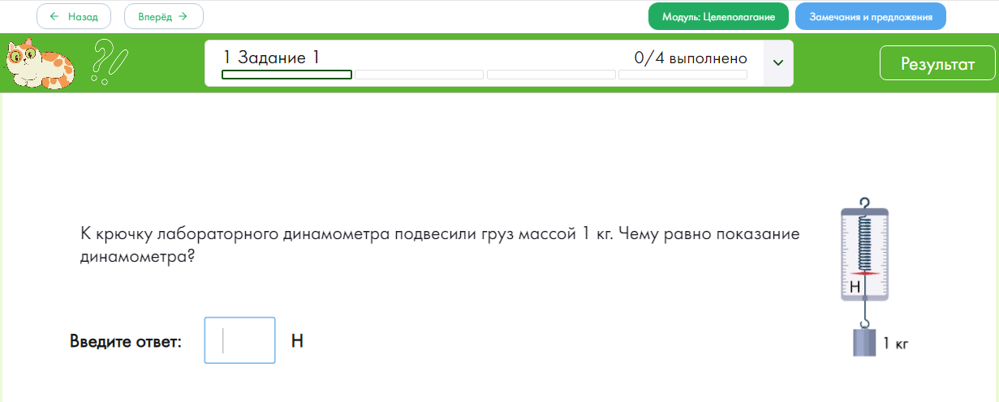 Назад
Вперёд
Модуль: Целеполагание
Замечания и предложения
1 Задание 1
0/4 выполнено
Результат
К крючку лабораторного динамометра подвесили груз массой 1 кг. Чему равно показание
динамометра?
Н
1 кг
Введите ответ:
Н